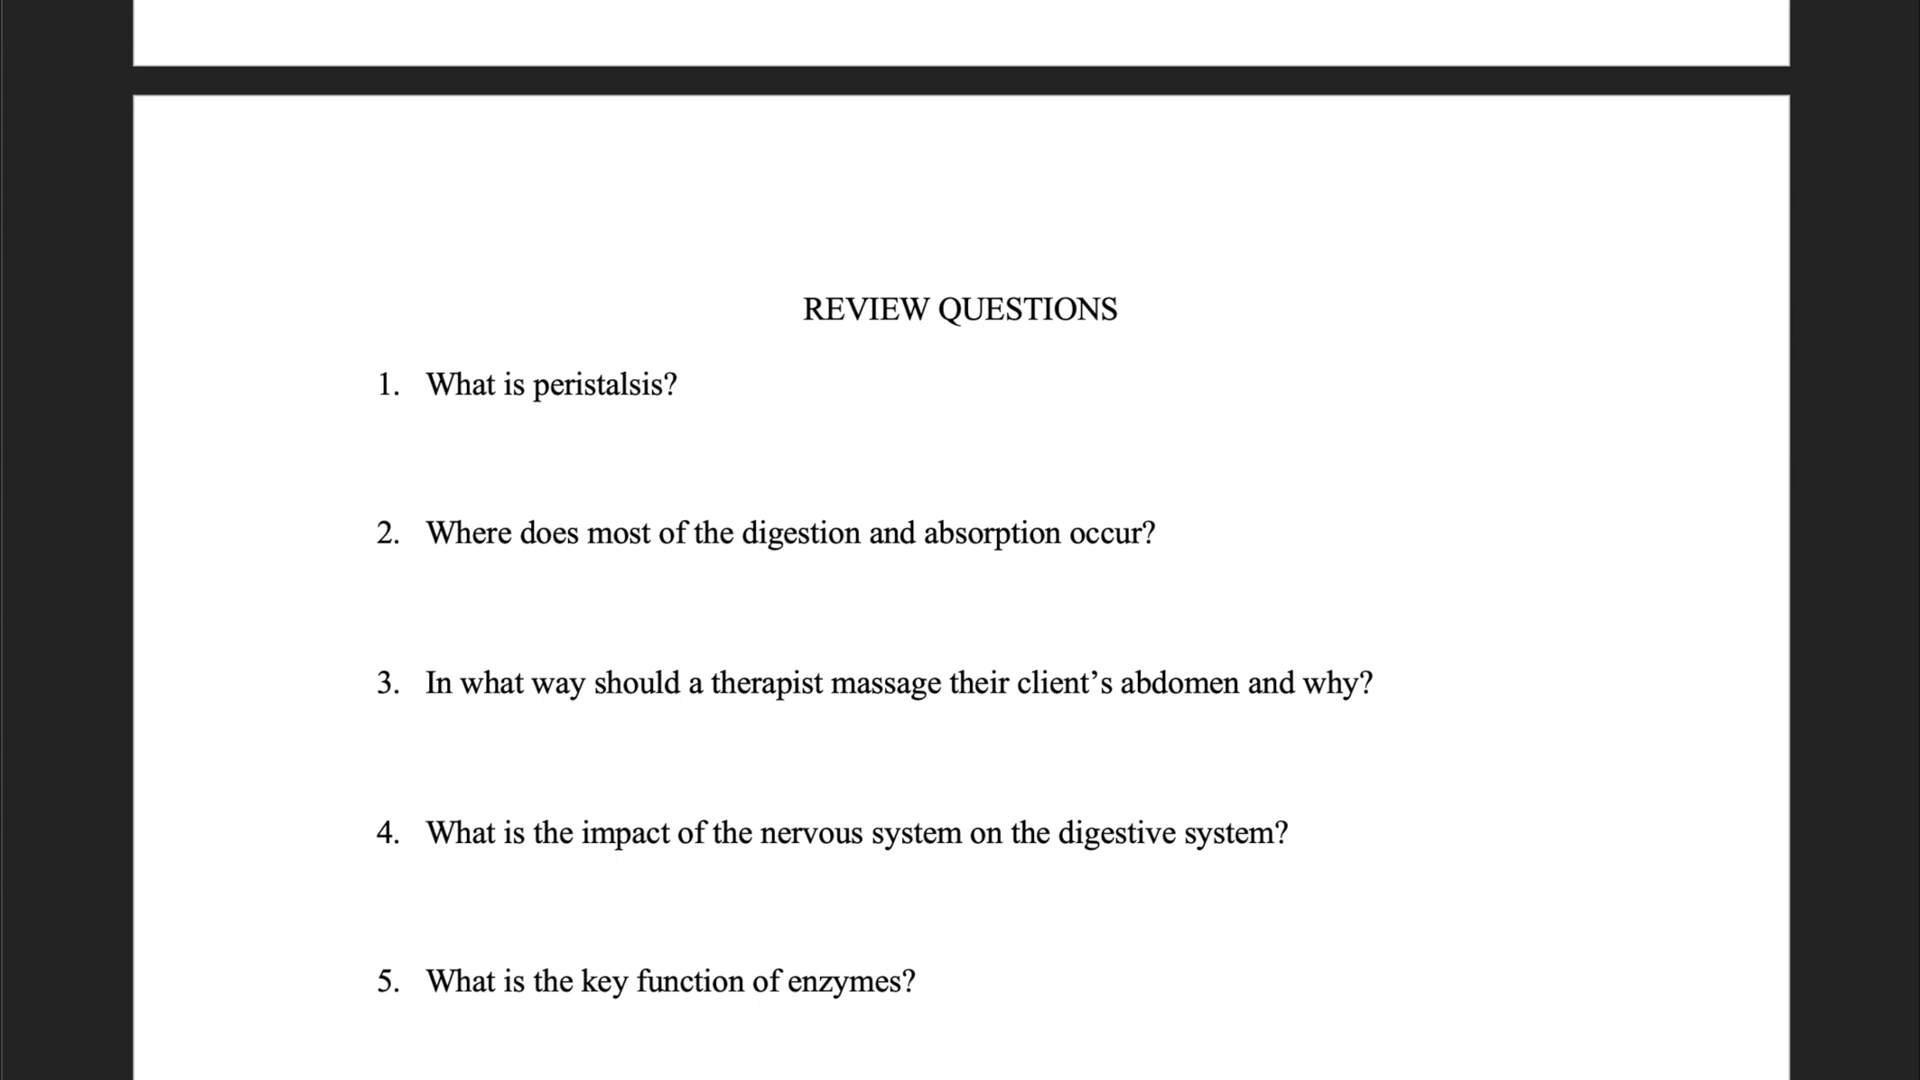 REVIEW QUESTIONS
1. What is peristalsis?
2. Where does most of the digestion and absorption occur?
3. In what way should a therapist massage their client’s abdomen and why?
4. What is the impact of the nervous system on the digestive system?
5. What is the key function of enzymes?